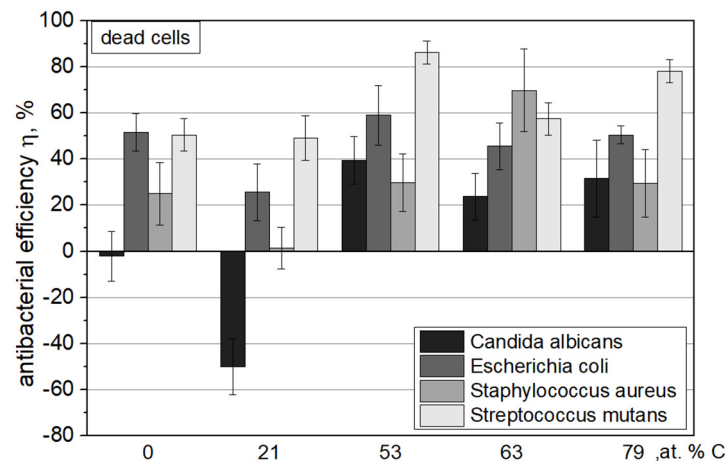 dead cells
antibacterial efficiency η, %
100
80
60
40
20
0
-20
-40
-60
-80
Candida albicans
Escherichia coli
Staphylococcus aureus
Streptococcus mutans
0 21 53 63 79 ,at. % C